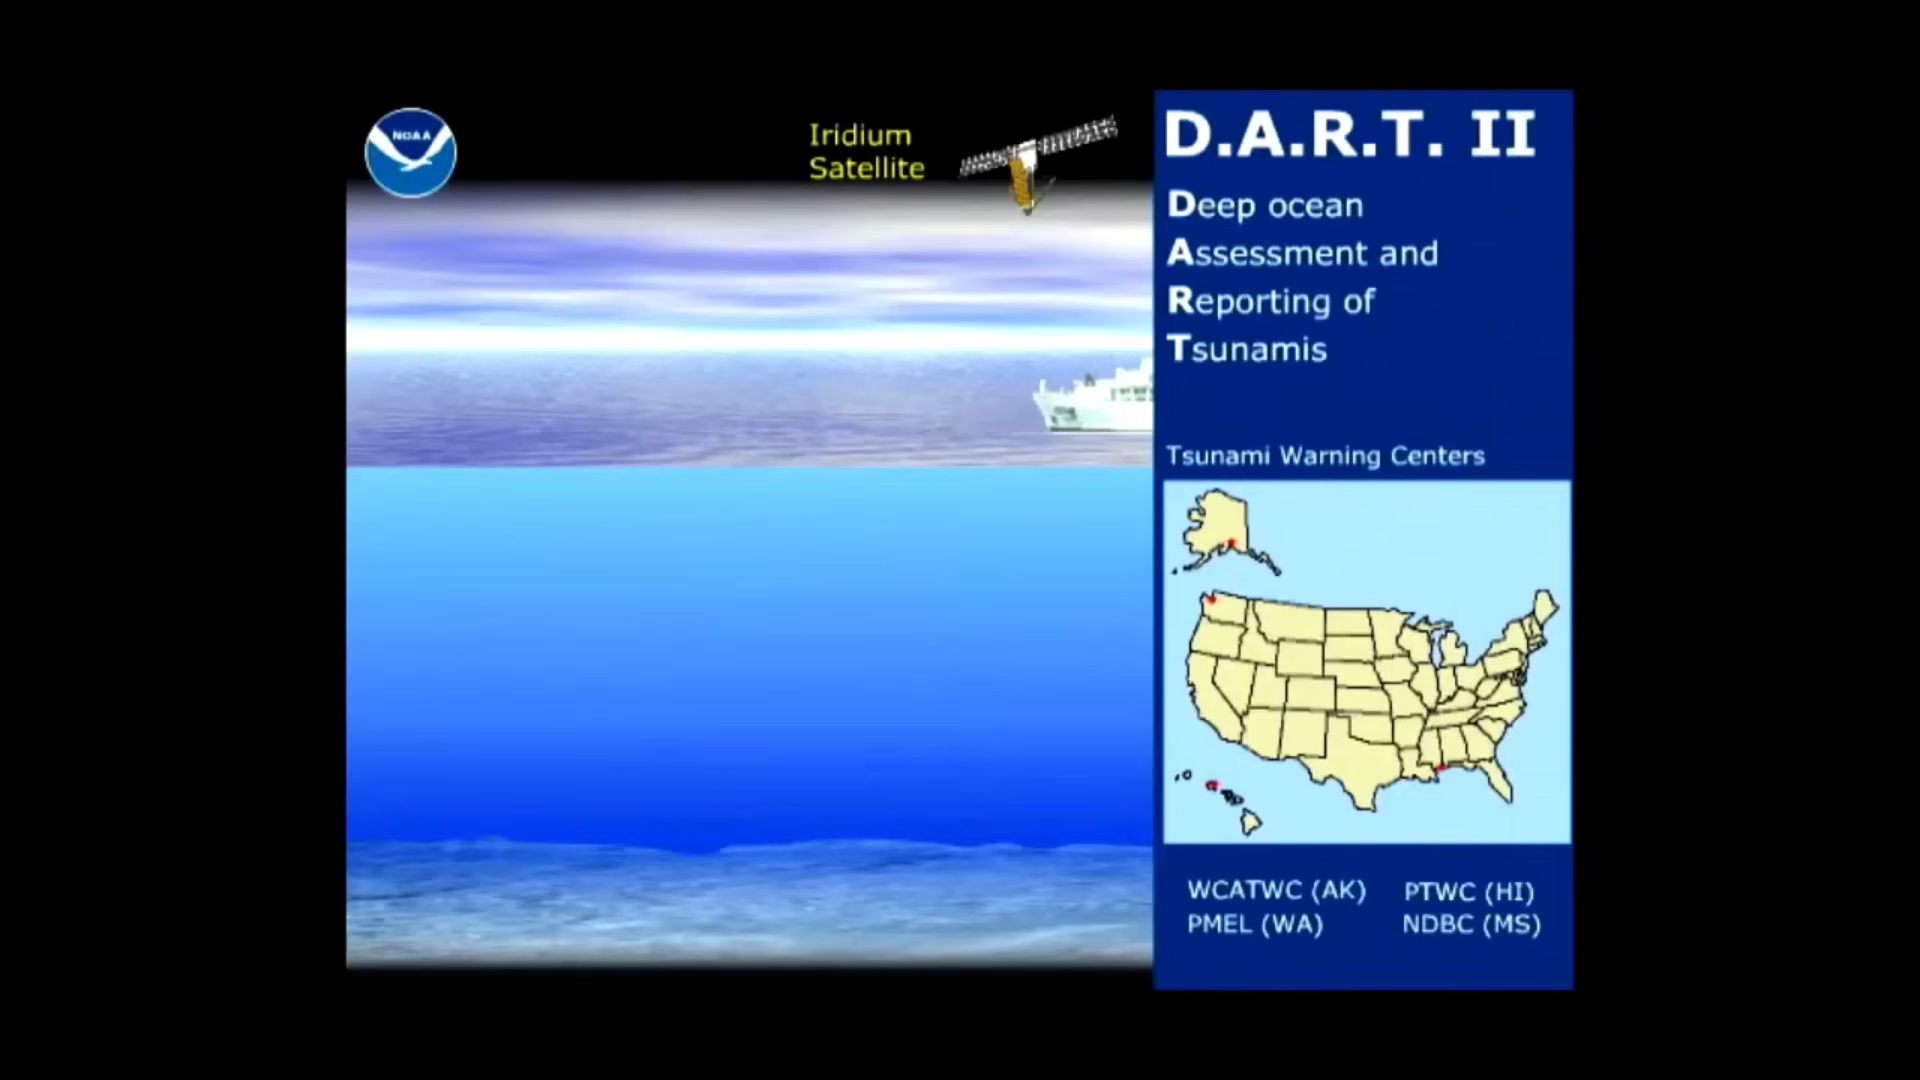 NOAA
Iridium
Satellite
D.A.R.T. II
Deep ocean
Assessment and
Reporting of
Tsunamis
Tsunami Warning Centers
WCATWC (AK) PTWC (HI)
PMEL (WA) NDBC (MS)